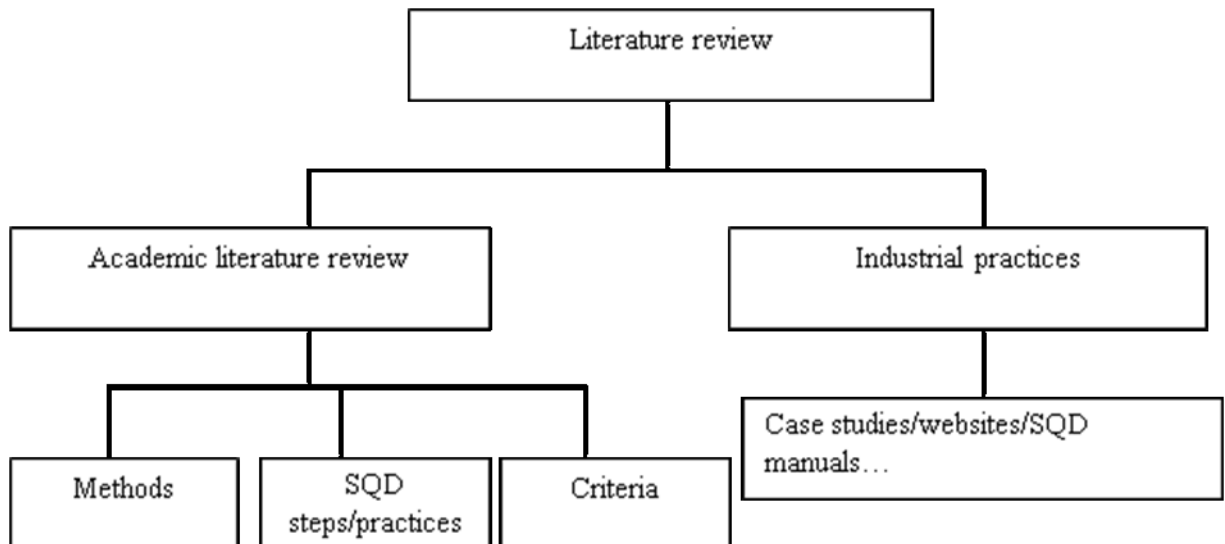 Literature review
Academic literature review
Industrial practices
Case studies/websites/SQD
manuals…
Methods
SQD
steps/practices
Criteria